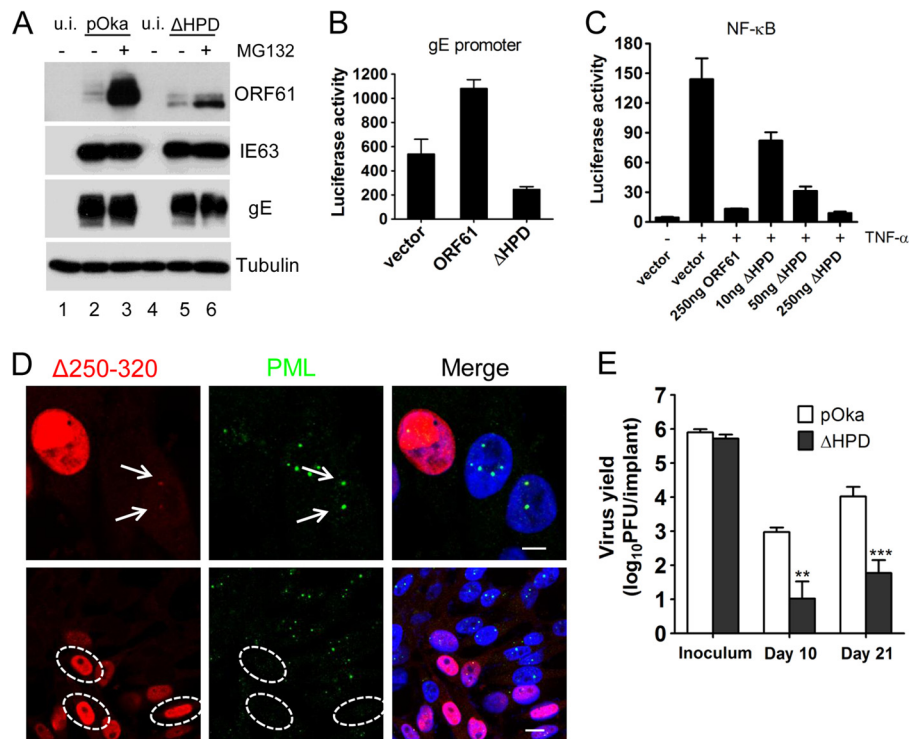 A
u.i. pOka u.i. ΔHPD
- - + - - + MG132
ORF61
IE63
gE
Tubulin
1 2 3 4 5 6
B
gE promoter
Luciferase activity
1200
1000
800
600
400
200
0
vector
ORF61
ΔHPD
C
NF-κB
Luciferase activity
150
120
90
60
30
0
- + + + + + TNF-α
vector
vector
250ng ORF61
10ng ΔHPD
50ng ΔHPD
250ng ΔHPD
D
Δ250-320 PML Merge
E
pOka
ΔHPD
Virus yield
(log10PFU/implant)
7
6
5
4
3
2
1
0
**
***
Inoculum Day 10 Day 21